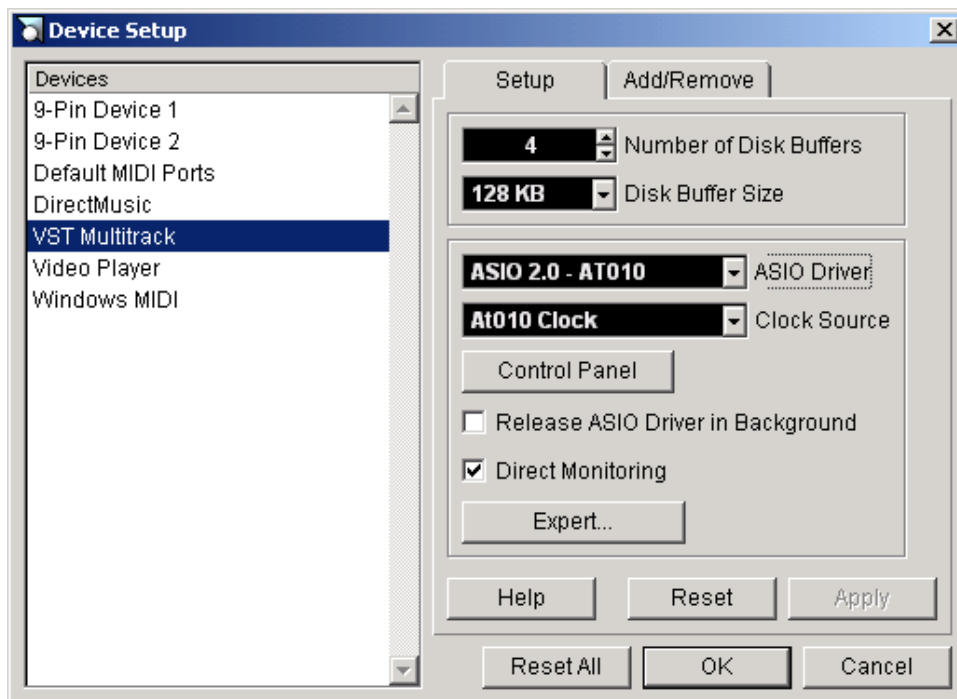 Device Setup
Devices
9-Pin Device 1
9-Pin Device 2
Default MIDI Ports
DirectMusic
VST Multitrack
Video Player
Windows MIDI
Setup
Add/Remove
4 Number of Disk Buffers
128 KB Disk Buffer Size
ASIO 2.0 - AT010 ASIO Driver
At010 Clock Clock Source
Control Panel
Release ASIO Driver in Background
Direct Monitoring
Expert...
Help
Reset
Apply
Reset All
OK
Cancel